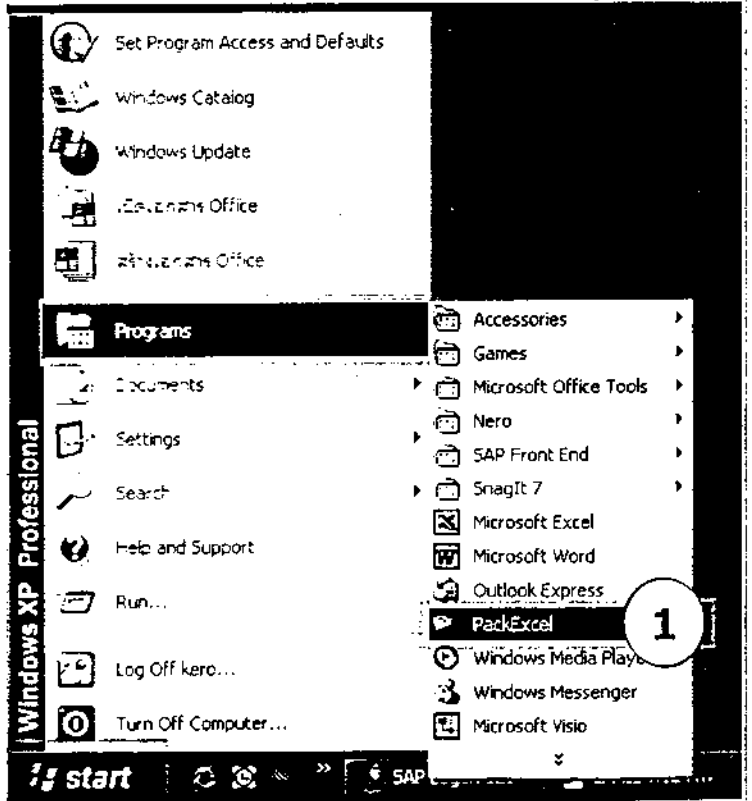 Set Program Access and Defaults
Windows Catalog
Windows Update
Office
Office
Programs
Documents
Settings
Search
Help and Support
Run...
Log Off kero...
Turn Off Computer...
Windows XP Professional
Accessories
Games
Microsoft Office Tools
Nero
SAP Front End
SnagIt 7
Microsoft Excel
Microsoft Word
Outlook Express
PackExcel
1
Windows Media
Windows Messenger
Microsoft Visio
start
SAP